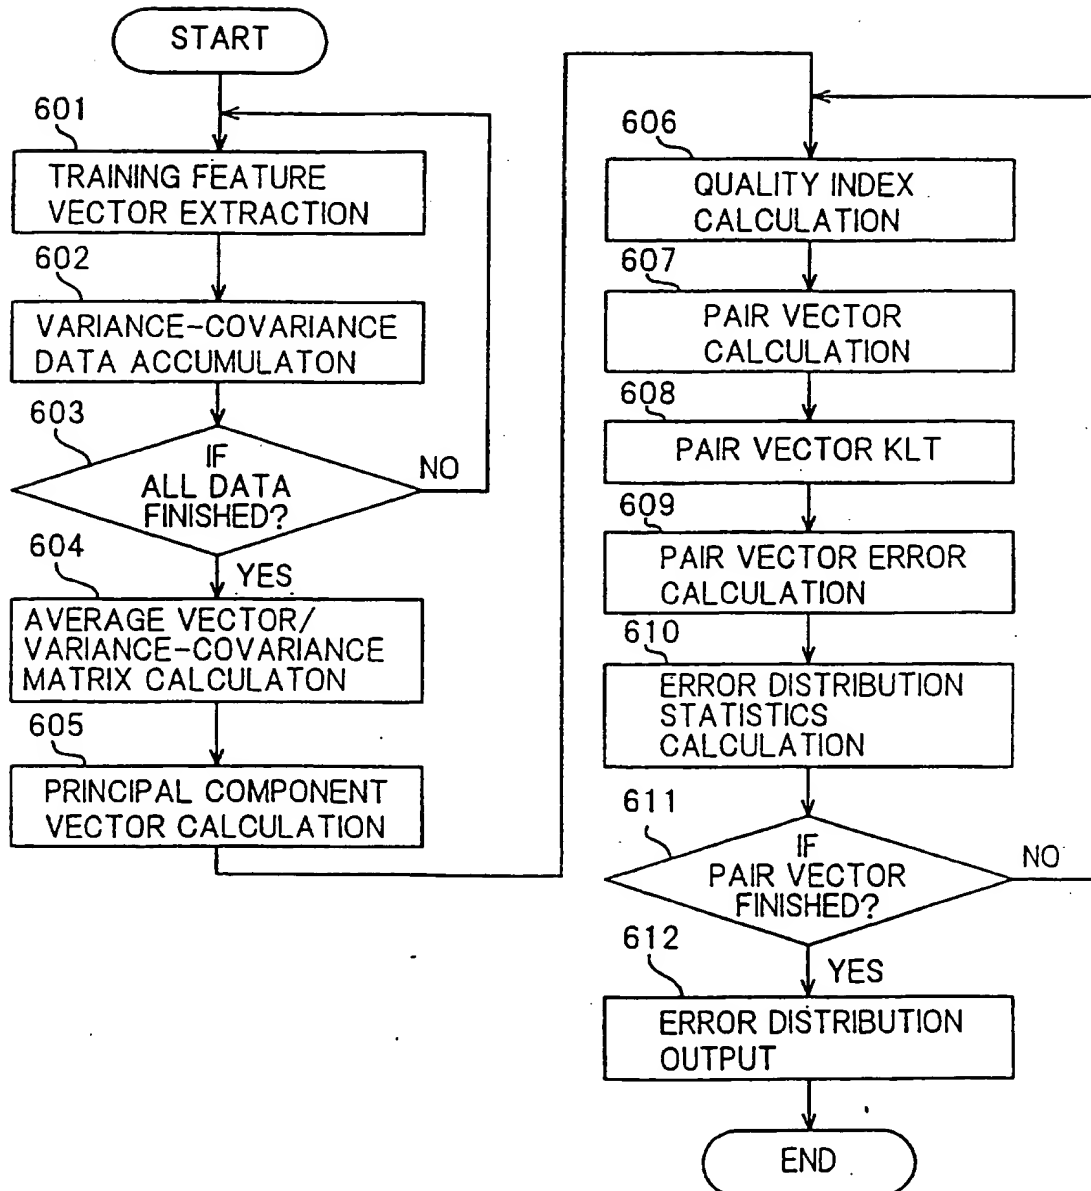 START
601
TRAINING FEATURE
VECTOR EXTRACTION
602
VARIANCE-COVARIANCE
DATA ACCUMULATON
603
IF
ALL DATA
FINISHED?
NO
604
YES
AVERAGE VECTOR/
VARIANCE-COVARIANCE
MATRIX CALCULATON
605
PRINCIPAL COMPONENT
VECTOR CALCULATION
606
QUALITY INDEX
CALCULATION
607
PAIR VECTOR
CALCULATION
608
PAIR VECTOR KLT
609
PAIR VECTOR ERROR
CALCULATION
610
ERROR DISTRIBUTION
STATISTICS
CALCULATION
611
IF
PAIR VECTOR
FINISHED?
NO
612
YES
ERROR DISTRIBUTION
OUTPUT
END